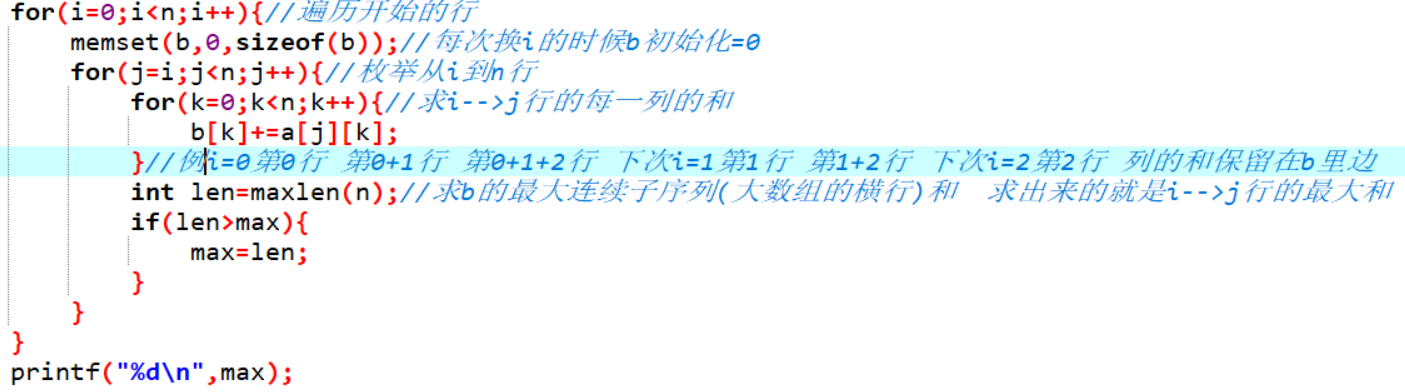 for(i=0;i<n;i++){//遍历开始的行
memset(b,0,sizeof(b));//每次换i的时候b初始化=0
for(j=i;j<n;j++){//枚举从i到n行
for(k=0;k<n;k++){//求i-->j行的每一列的和
b[k]+=a[j][k];
}//例i=0第0行 第0+1行 第0+1+2行 下次i=1第1行 第1+2行 下次i=2第2行 列的和保留在b里边
int len=maxlen(n);//求b的最大连续子序列(大数组的横行)和  求出来的就是i-->j行的最大和
if(len>max){
max=len;
}
}
}
printf("%d\n",max);